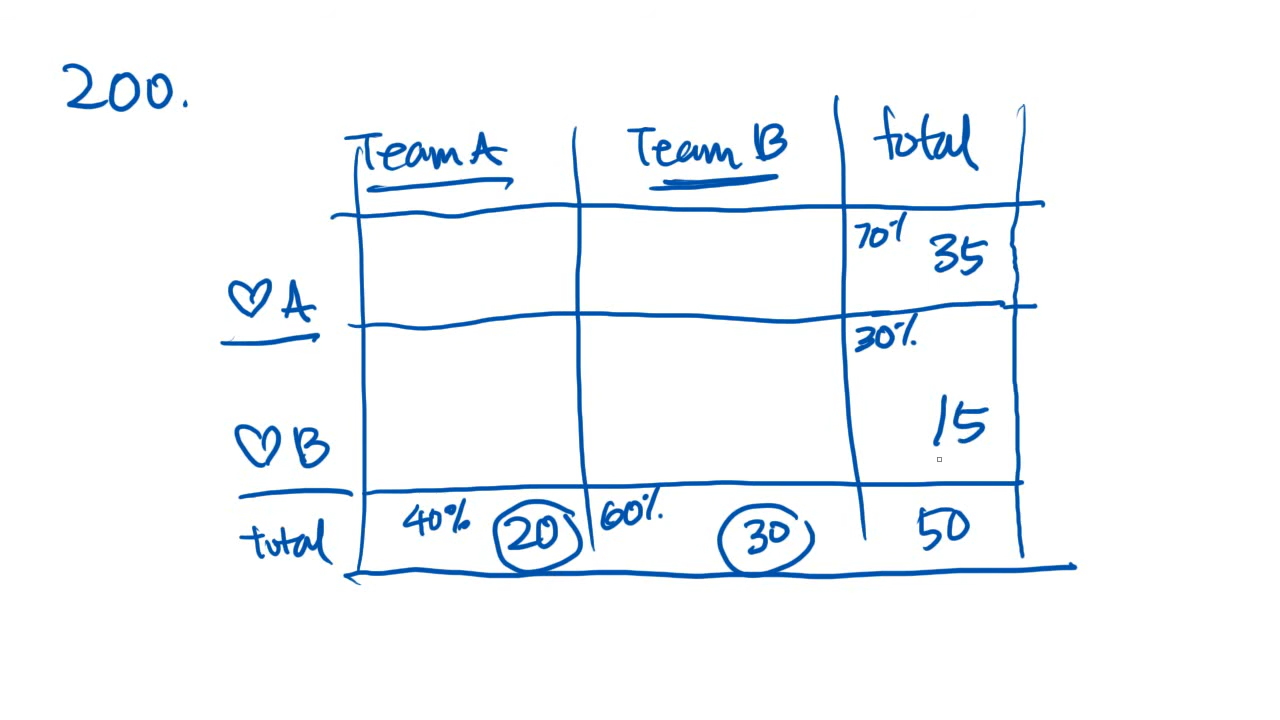 200.
Team A Team B total
70% 35
♡ A
30%
15
♡ B
total 40% 20 60% 30 50